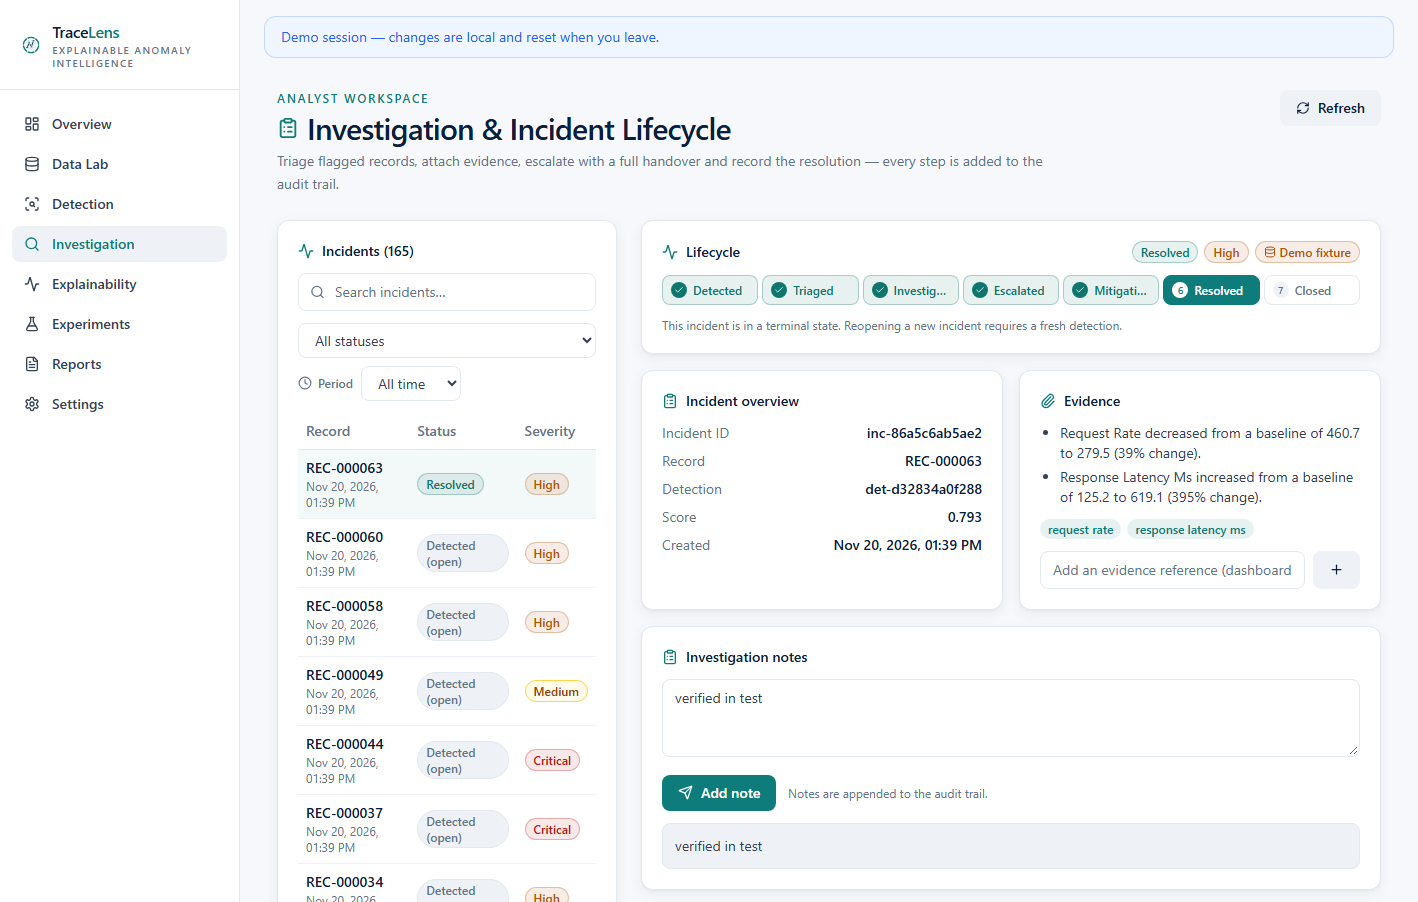 TraceLens
EXPLAINABLE ANOMALY
INTELLIGENCE
Overview
Data Lab
Detection
Investigation
Explainability
Experiments
Reports
Settings
Demo session — changes are local and reset when you leave.
ANALYST WORKSPACE
Investigation & Incident Lifecycle
Triage flagged records, attach evidence, escalate with a full handover and record the resolution — every step is added to the
audit trail.
Refresh
Incidents (165)
Search incidents...
All statuses
Period
All time
Record Status Severity
REC-000063
Nov 20, 2026,
01:39 PM
Resolved
High
REC-000060
Nov 20, 2026,
01:39 PM
Detected
(open)
High
REC-000058
Nov 20, 2026,
01:39 PM
Detected
(open)
High
REC-000049
Nov 20, 2026,
01:39 PM
Detected
(open)
Medium
REC-000044
Nov 20, 2026,
01:39 PM
Detected
(open)
Critical
REC-000037
Nov 20, 2026,
01:39 PM
Detected
(open)
Critical
REC-000034
Nov 20, 2026,
Detected
High
Lifecycle
Resolved
High
Demo fixture
Detected
Triaged
Investig...
Escalated
Mitigati...
6 Resolved
7 Closed
This incident is in a terminal state. Reopening a new incident requires a fresh detection.
Incident overview
Incident ID inc-86a5c6ab5ae2
Record REC-000063
Detection det-d32834a0f288
Score 0.793
Created Nov 20, 2026, 01:39 PM
Evidence
Request Rate decreased from a baseline of 460.7
to 279.5 (39% change).
Response Latency Ms increased from a baseline
of 125.2 to 619.1 (395% change).
request rate
response latency ms
Add an evidence reference (dashboard
+
Investigation notes
verified in test
Add note
Notes are appended to the audit trail.
verified in test